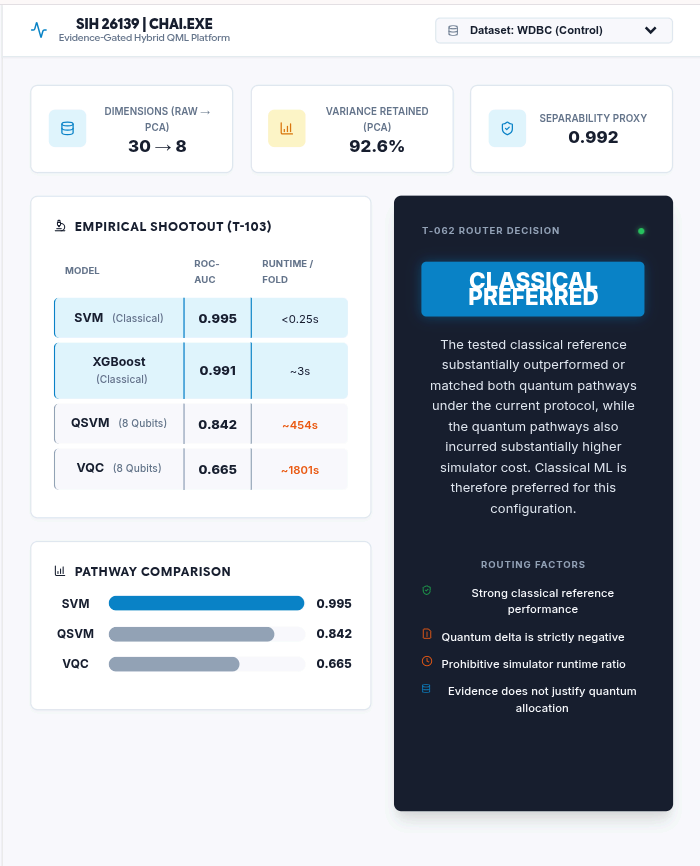 SIH 26139 | CHAI.EXE
Evidence-Gated Hybrid QML Platform
Dataset: WDBC (Control)
DIMENSIONS (RAW →
PCA)
30 → 8
VARIANCE RETAINED
(PCA)
92.6%
SEPARABILITY PROXY
0.992
EMPIRICAL SHOOTOUT (T-103)
MODEL
ROC-
AUC
RUNTIME /
FOLD
SVM (Classical) 0.995 <0.25s
XGBoost
(Classical)
0.991 ~3s
QSVM (8 Qubits) 0.842 ~454s
VQC (8 Qubits) 0.665 ~1801s
PATHWAY COMPARISON
SVM 0.995
QSVM 0.842
VQC 0.665
T-062 ROUTER DECISION
CLASSICAL
PREFERRED
The tested classical reference
substantially outperformed or
matched both quantum pathways
under the current protocol, while
the quantum pathways also
incurred substantially higher
simulator cost. Classical ML is
therefore preferred for this
configuration.
ROUTING FACTORS
Strong classical reference
performance
Quantum delta is strictly negative
Prohibitive simulator runtime ratio
Evidence does not justify quantum
allocation